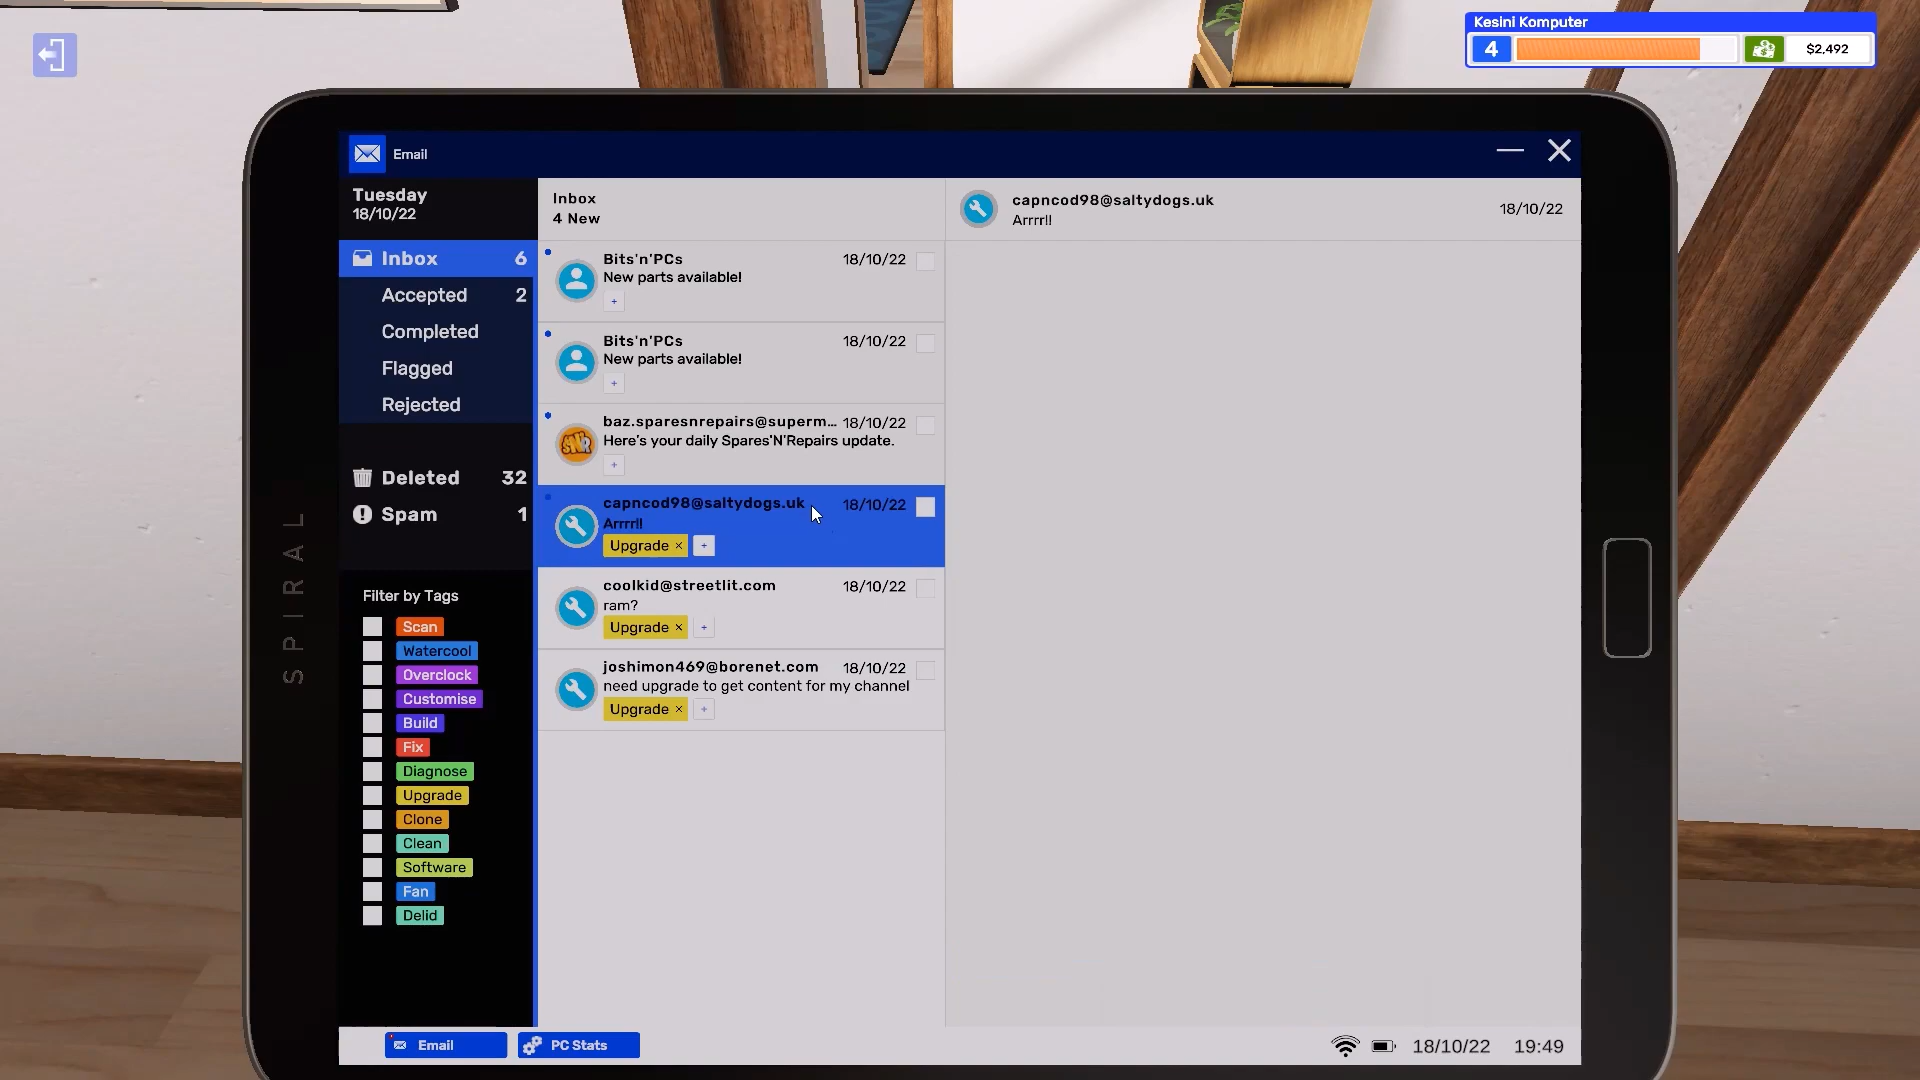 Kesini Komputer
4
$2,492
Email
Tuesday
18/10/22
Inbox 6
Accepted 2
Completed
Flagged
Rejected
Deleted 32
Spam 1
Filter by Tags
Scan
Watercool
Overclock
Customise
Build
Fix
Diagnose
Upgrade
Clone
Clean
Software
Fan
Delid
Inbox
4 New
Bits'n'PCs 18/10/22
New parts available!
+
Bits'n'PCs 18/10/22
New parts available!
+
baz.sparesnrepairs@superm... 18/10/22
Here's your daily Spares'N'Repairs update.
+
capncod98@saltydogs.uk 18/10/22
Arrrr!!
Upgrade × +
coolkid@streetlit.com 18/10/22
ram?
Upgrade × +
joshimon469@borenet.com 18/10/22
need upgrade to get content for my channel
Upgrade × +
capncod98@saltydogs.uk 18/10/22
Arrrr!!
SPIRAL
Email
PC Stats
18/10/22 19:49